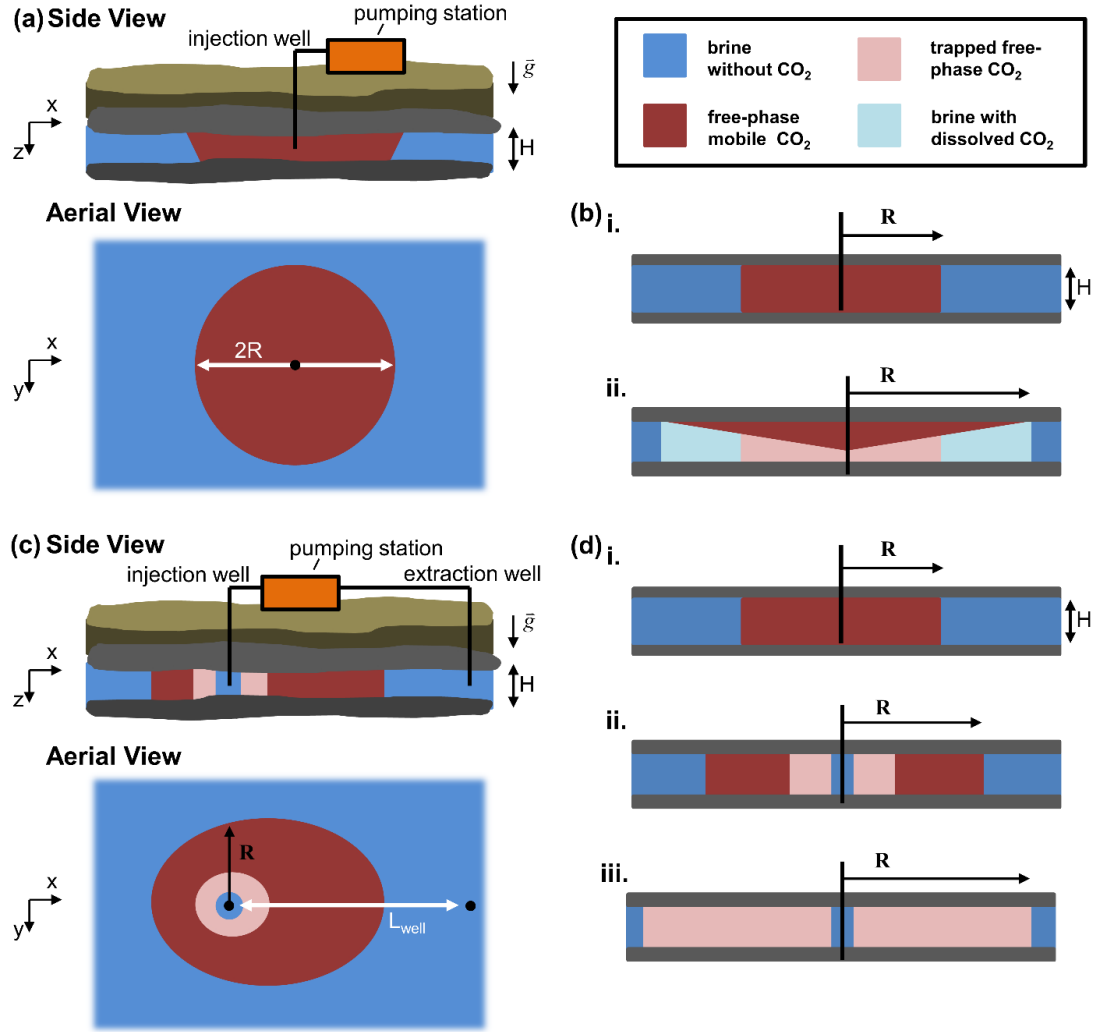 (a) Side View
pumping station
injection well
g̅
x
z
H
Aerial View
2R
x
y
brine without CO₂
trapped free-phase CO₂
free-phase mobile CO₂
brine with dissolved CO₂
(b) i.
R
H
ii.
R
(c) Side View
pumping station
injection well
extraction well
g̅
x
z
H
Aerial View
R
L_well
x
y
(d) i.
R
H
ii.
R
iii.
R